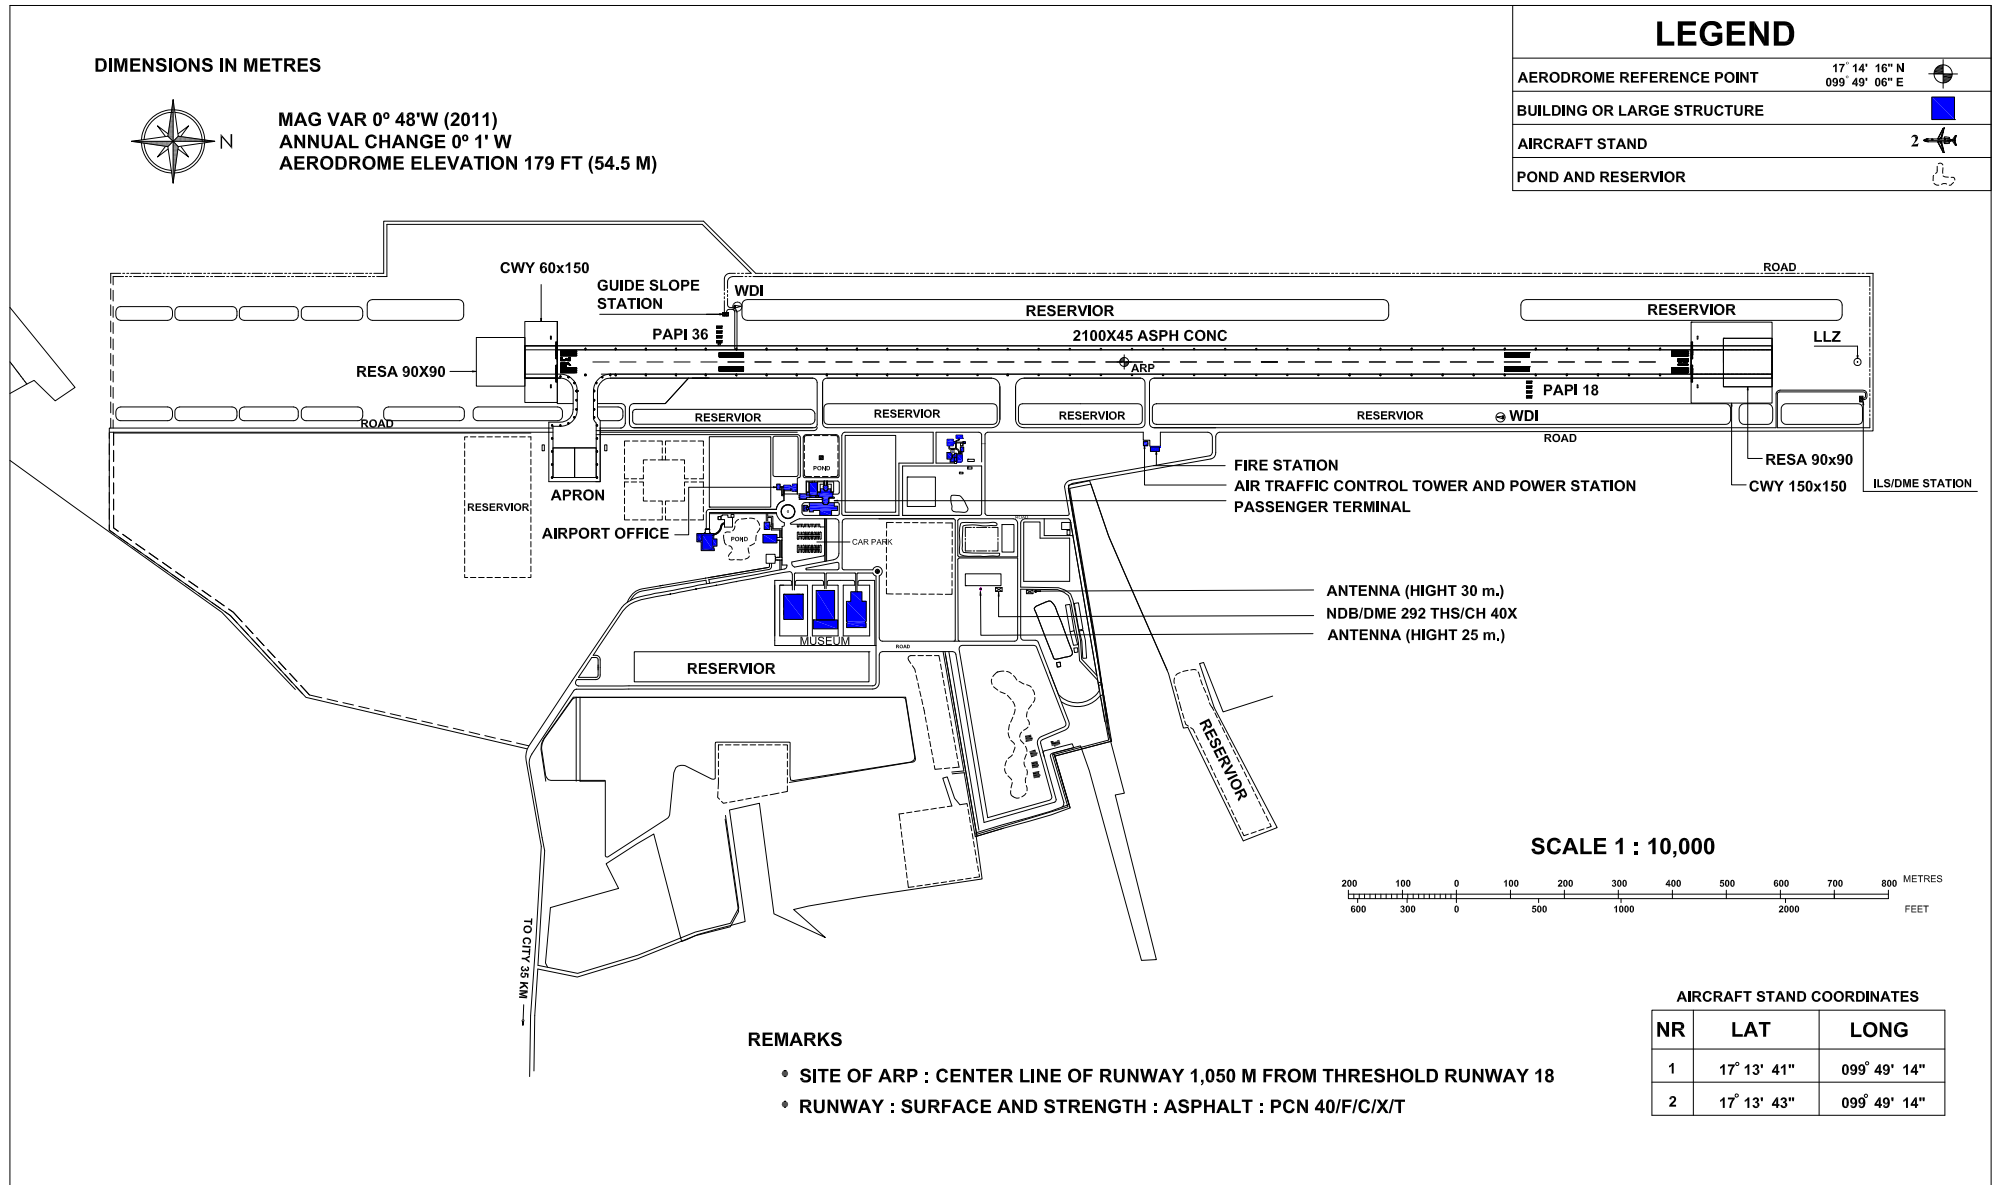 LEGEND
AERODROME REFERENCE POINT 17° 14' 16" N
099° 49' 06" E
BUILDING OR LARGE STRUCTURE
AIRCRAFT STAND 2
POND AND RESERVIOR
DIMENSIONS IN METRES
N
MAG VAR 0º 48'W (2011)
ANNUAL CHANGE 0º 1' W
AERODROME ELEVATION 179 FT (54.5 M)
CWY 60x150
GUIDE SLOPE
STATION
WDI
ROAD
RESERVIOR
RESERVIOR
PAPI 36
2100X45 ASPH CONC
LLZ
RESA 90X90
ARP
PAPI 18
ROAD
RESERVIOR
RESERVIOR
RESERVIOR
RESERVIOR
WDI
ROAD
POND
FIRE STATION
RESA 90x90
AIR TRAFFIC CONTROL TOWER AND POWER STATION
CWY 150x150
ILS/DME STATION
APRON
PASSENGER TERMINAL
RESERVIOR
AIRPORT OFFICE
POND
CAR PARK
ROAD
ANTENNA (HIGHT 30 m.)
NDB/DME 292 THS/CH 40X
ANTENNA (HIGHT 25 m.)
MUSEUM
ROAD
RESERVIOR
RESERVIOR
SCALE 1 : 10,000
200 100 0 100 200 300 400 500 600 700 800 METRES
600 300 0 500 1000 2000 FEET
TO CITY 35 KM
AIRCRAFT STAND COORDINATES
NR LAT LONG
1 17° 13' 41" 099° 49' 14"
2 17° 13' 43" 099° 49' 14"
REMARKS
SITE OF ARP : CENTER LINE OF RUNWAY 1,050 M FROM THRESHOLD RUNWAY 18
RUNWAY : SURFACE AND STRENGTH : ASPHALT : PCN 40/F/C/X/T